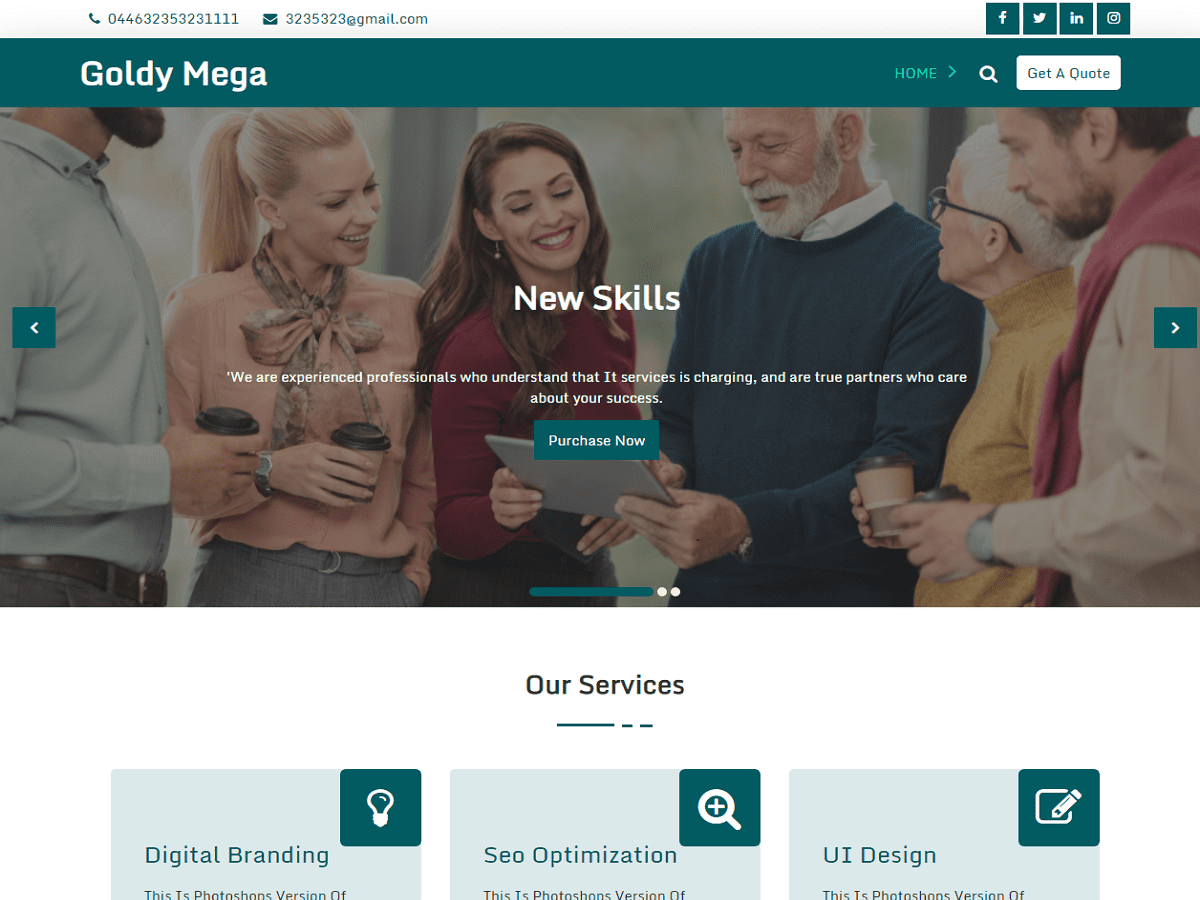 044632353231111 3235323@gmail.com
Goldy Mega
HOME
Get A Quote
New Skills
'We are experienced professionals who understand that It services is charging, and are true partners who care
about your success.
Purchase Now
Our Services
Digital Branding
Seo Optimization
UI Design
This Is Photoshops Version Of
This Is Photoshops Version Of
This Is Photoshops Version Of